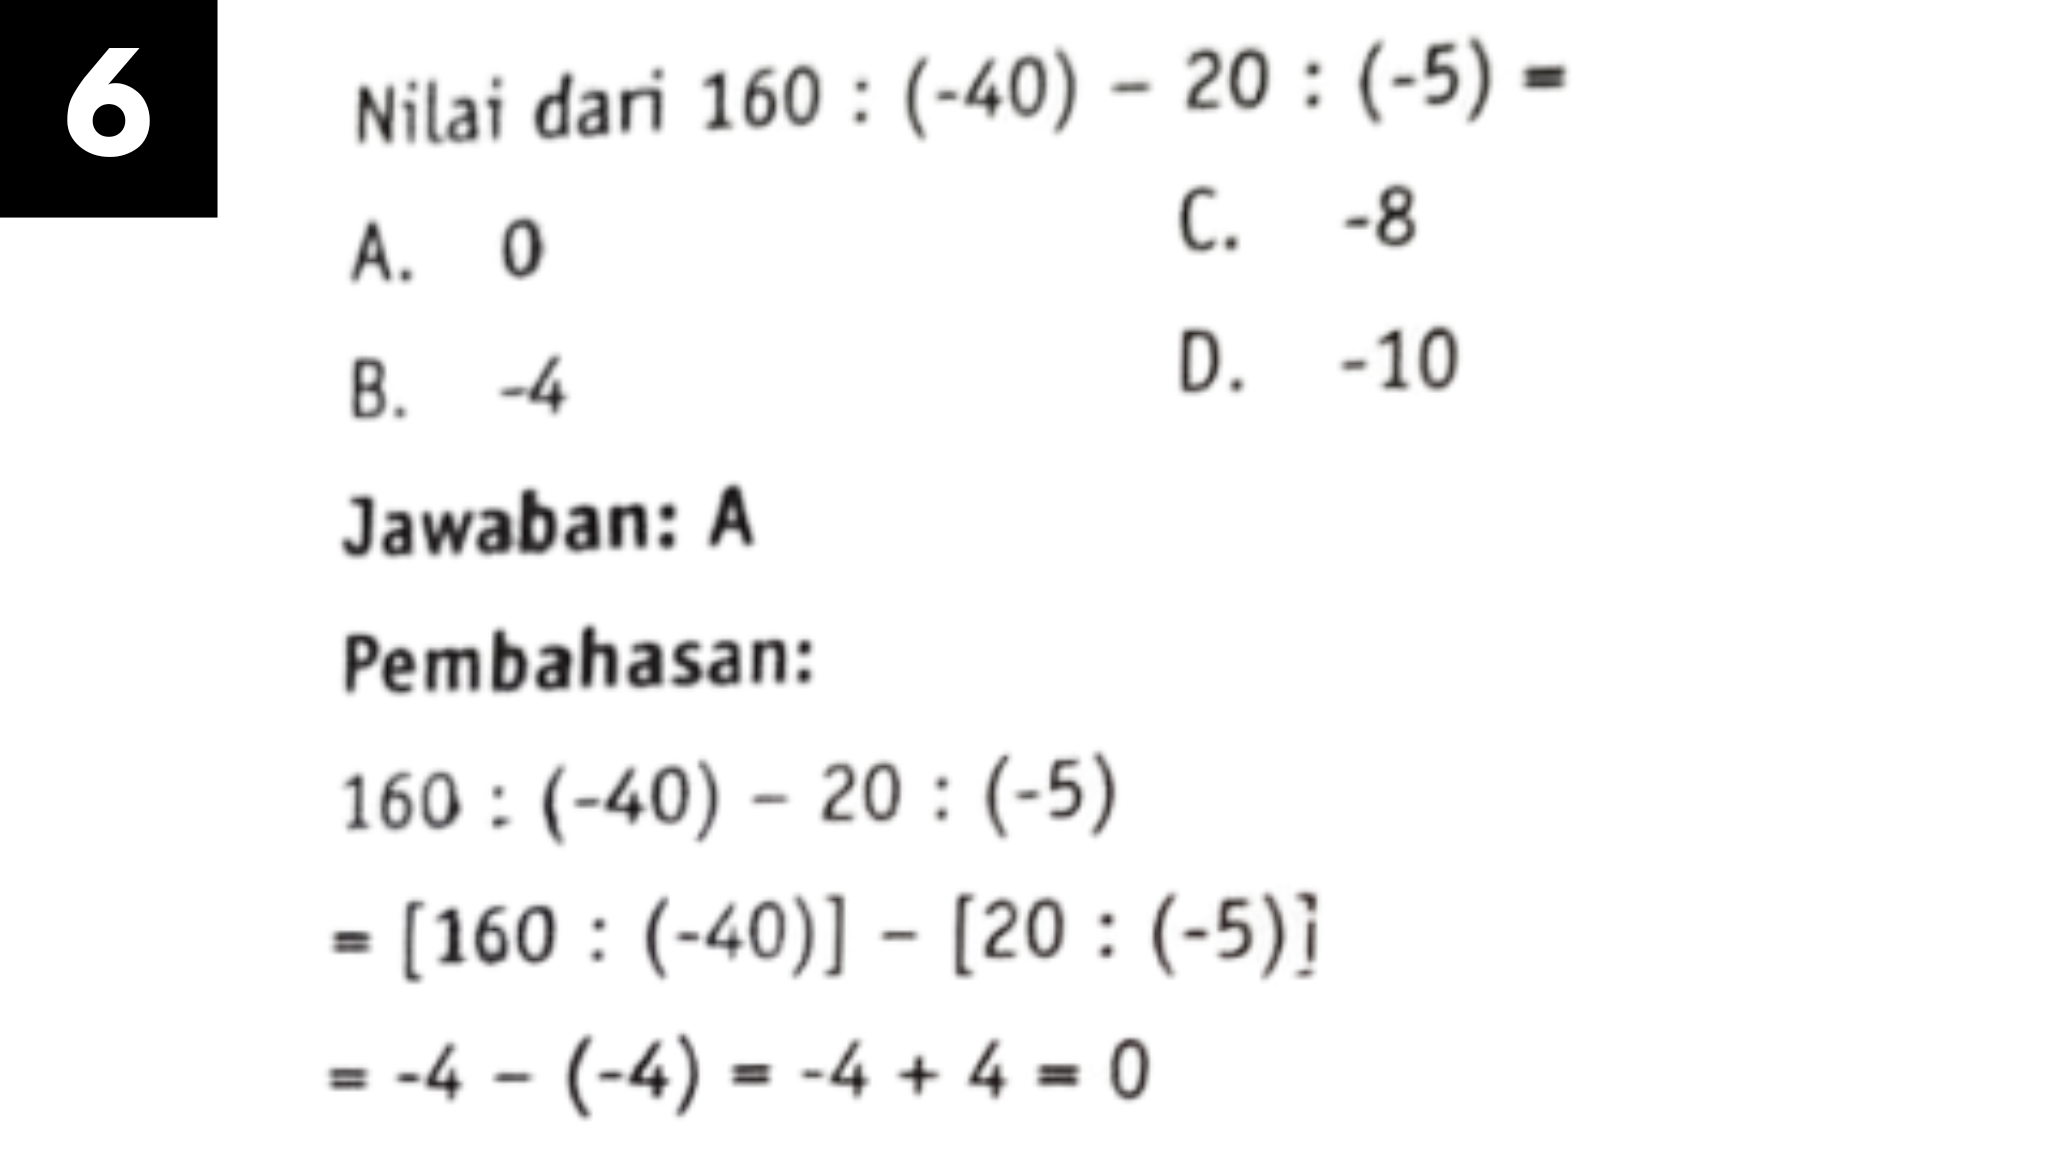 6
Nilai dari 160 : (-40) – 20 : (-5) =
A. 0
B. -4
C. -8
D. -10
Jawaban: A
Pembahasan:
160 : (-40) – 20 : (-5)
= [160 : (-40)] – [20 : (-5)]
= -4 – (-4) = -4 + 4 = 0